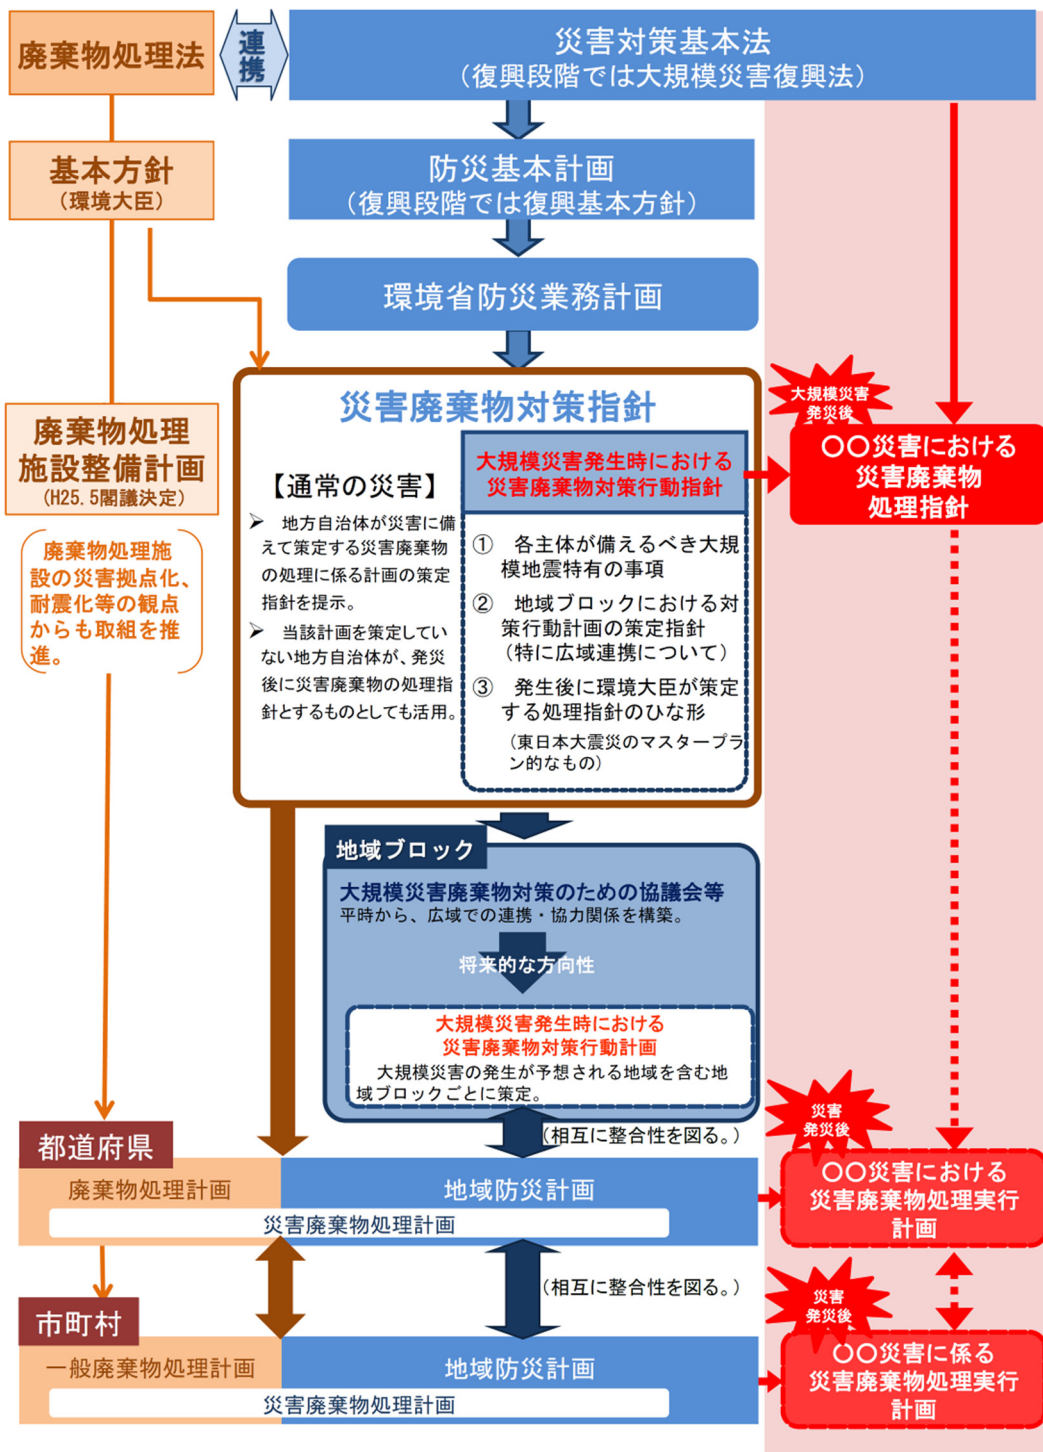 廃棄物処理法
連携
災害対策基本法
（復興段階では大規模災害復興法）
基本方針
（環境大臣）
防災基本計画
（復興段階では復興基本方針）
環境省防災業務計画
廃棄物処理
施設整備計画
（H25.5閣議決定）
廃棄物処理施
設の災害拠点化、
耐震化等の観点
からも取組を推
進。
災害廃棄物対策指針
【通常の災害】
➢ 地方自治体が災害に備
えて策定する災害廃棄物
の処理に係る計画の策定
指針を提示。
➢ 当該計画を策定してい
ない地方自治体が、発災
後に災害廃棄物の処理指
針とするものとしても活用。
大規模災害発生時における
災害廃棄物対策行動指針
① 各主体が備えるべき大規
模地震特有の事項
② 地域ブロックにおける対
策行動計画の策定指針
（特に広域連携について）
③ 発生後に環境大臣が策定
する処理指針のひな形
（東日本大震災のマスタープラ
ン的なもの）
大規模災害
発災後
〇〇災害における
災害廃棄物
処理指針
地域ブロック
大規模災害廃棄物対策のための協議会等
平時から、広域での連携・協力関係を構築。
将来的な方向性
大規模災害発生時における
災害廃棄物対策行動計画
大規模災害の発生が予想される地域を含む地
域ブロックごとに策定。
（相互に整合性を図る。）
都道府県
廃棄物処理計画
地域防災計画
災害廃棄物処理計画
災害
発災後
〇〇災害における
災害廃棄物処理実行
計画
（相互に整合性を図る。）
市町村
一般廃棄物処理計画
地域防災計画
災害廃棄物処理計画
災害
発災後
〇〇災害に係る
災害廃棄物処理実行
計画